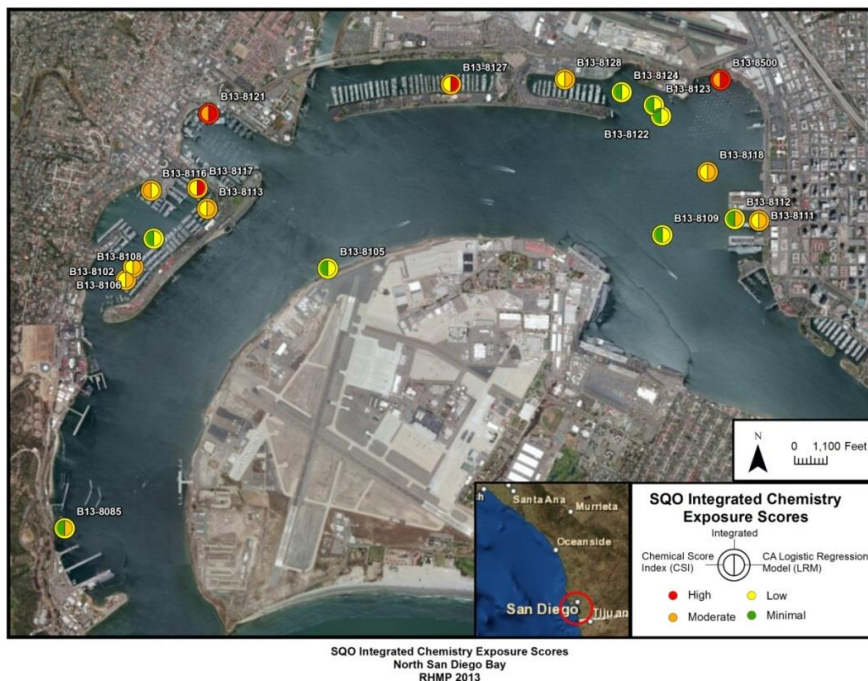 B13-8127
B13-8128
B13-8124
B13-8500
B13-8123
B13-8121
B13-8122
B13-8118
B13-8116
B13-8117
B13-8113
B13-8112
B13-8109
B13-8111
B13-8105
B13-8108
B13-8102
B13-8106
N
0 1,100 Feet
B13-8085
ch
Santa Ana
Murrieta
Oceanside
San Diego
Tijuan
SQO Integrated Chemistry
Exposure Scores
Integrated
Chemical Score
Index (CSI)
CA Logistic Regression
Model (LRM)
High
Low
Moderate
Minimal
SQO Integrated Chemistry Exposure Scores
North San Diego Bay
RHMP 2013